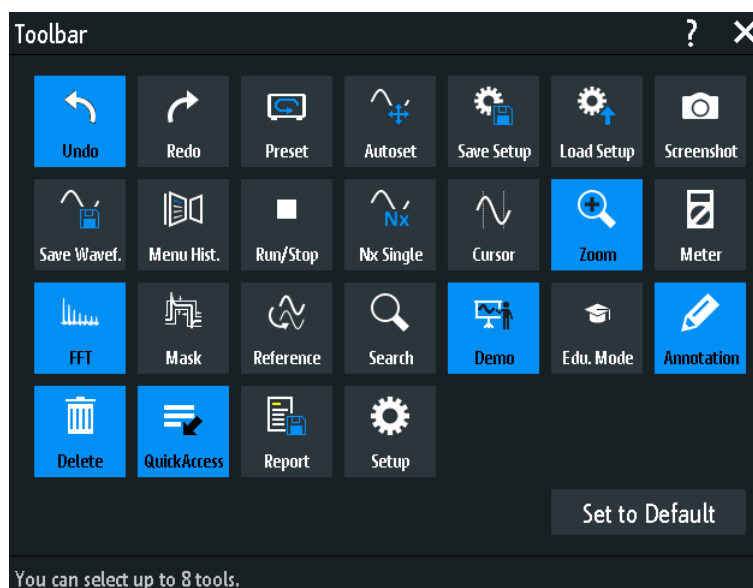 Toolbar ?
Undo Redo Preset Autoset Save Setup Load Setup Screenshot
Nx
Save Wavef. Menu Hist. Run/Stop Nx Single Cursor Zoom Meter
FFT Mask Reference Search Demo Edu. Mode Annotation
Delete QuickAccess Report Setup
Set to Default
You can select up to 8 tools.